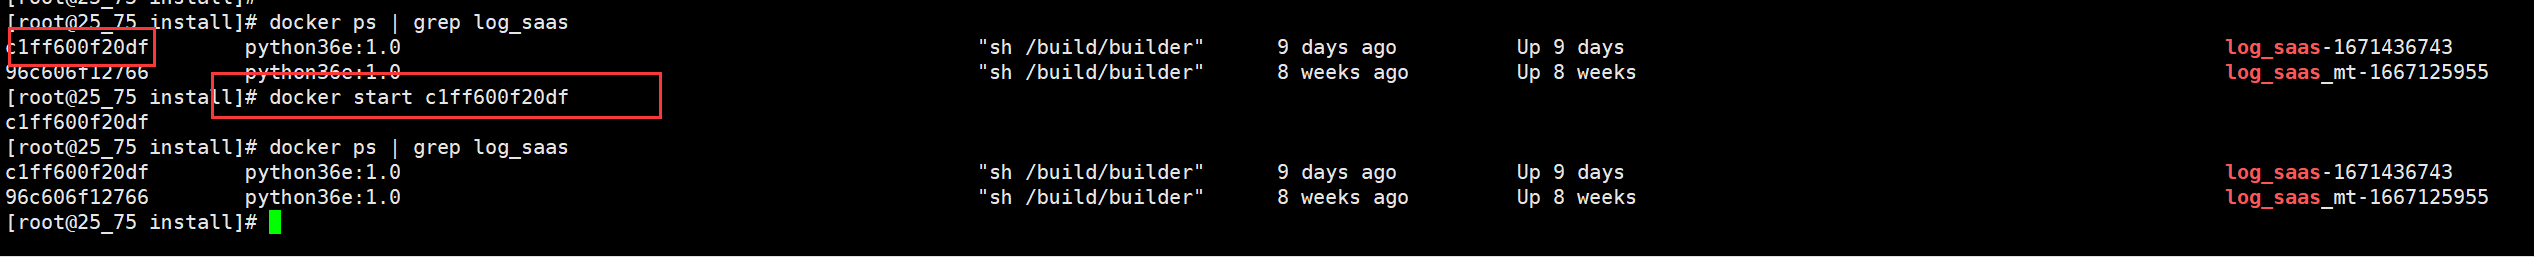 [root@25_75 install]#
[root@25_75 install]# docker ps | grep log_saas
c1ff600f20df python36e:1.0 "sh /build/builder" 9 days ago Up 9 days log_saas-1671436743
96c606f12766 python36e:1.0 "sh /build/builder" 8 weeks ago Up 8 weeks log_saas_mt-1667125955
[root@25_75 install]# docker start c1ff600f20df
c1ff600f20df
[root@25_75 install]# docker ps | grep log_saas
c1ff600f20df python36e:1.0 "sh /build/builder" 9 days ago Up 9 days log_saas-1671436743
96c606f12766 python36e:1.0 "sh /build/builder" 8 weeks ago Up 8 weeks log_saas_mt-1667125955
[root@25_75 install]#